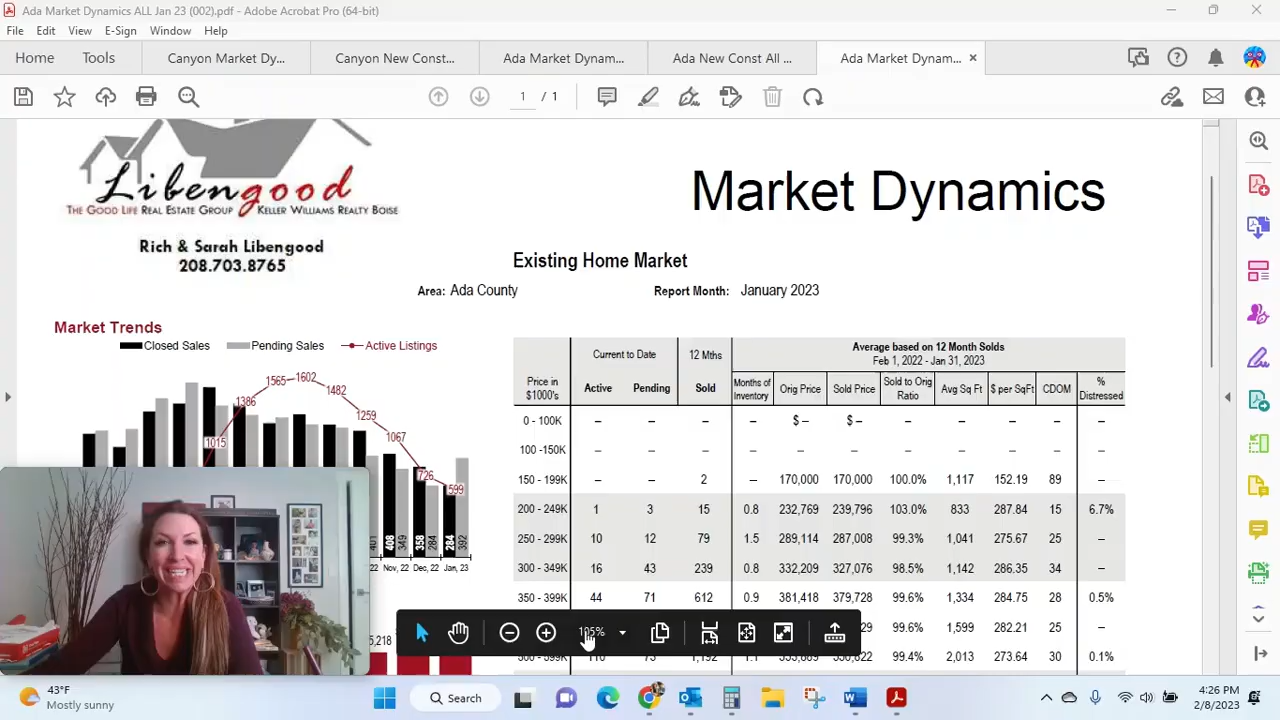 Ada Market Dynamics ALL Jan 23 (002).pdf - Adobe Acrobat Pro (64-bit)
File Edit View E-Sign Window Help
Home Tools Canyon Market Dy... Canyon New Const... Ada Market Dynam... Ada New Const All ... Ada Market Dynam... ×
1 / 1
Libengood
THE GOOD LIFE REAL ESTATE GROUP KELLER WILLIAMS REALTY BOISE
Rich & Sarah Libengood
208.703.8765
Market Dynamics
Existing Home Market
Area: Ada County Report Month: January 2023
Market Trends
Closed Sales Pending Sales Active Listings
1015 1386 1565 1602 1482 1259 1067 726 599
408 349 358 284 284 392
Nov, 22 Dec, 22 Jan, 23
5,218
Current to Date 12 Mths Average based on 12 Month Solds
Feb 1, 2022 - Jan 31, 2023
Price in $1000's Active Pending Sold Months of Inventory Orig Price Sold Price Sold to Orig Ratio Avg Sq Ft $ per SqFt CDOM % Distressed
0 - 100K – – – – $ – $ – – – – – –
100 -150K – – – – – – – – – – –
150 - 199K – – 2 – 170,000 170,000 100.0% 1,117 152.19 89 –
200 - 249K 1 3 15 0.8 232,769 239,796 103.0% 833 287.84 15 6.7%
250 - 299K 10 12 79 1.5 289,114 287,008 99.3% 1,041 275.67 25 –
300 - 349K 16 43 239 0.8 332,209 327,076 98.5% 1,142 286.35 34 –
350 - 399K 44 71 612 0.9 381,418 379,728 99.6% 1,334 284.75 28 0.5%
29 99.6% 1,599 282.21 25 –
99.4% 2,013 273.64 30 0.1%
43°F
Mostly sunny
Search
4:26 PM
2/8/2023